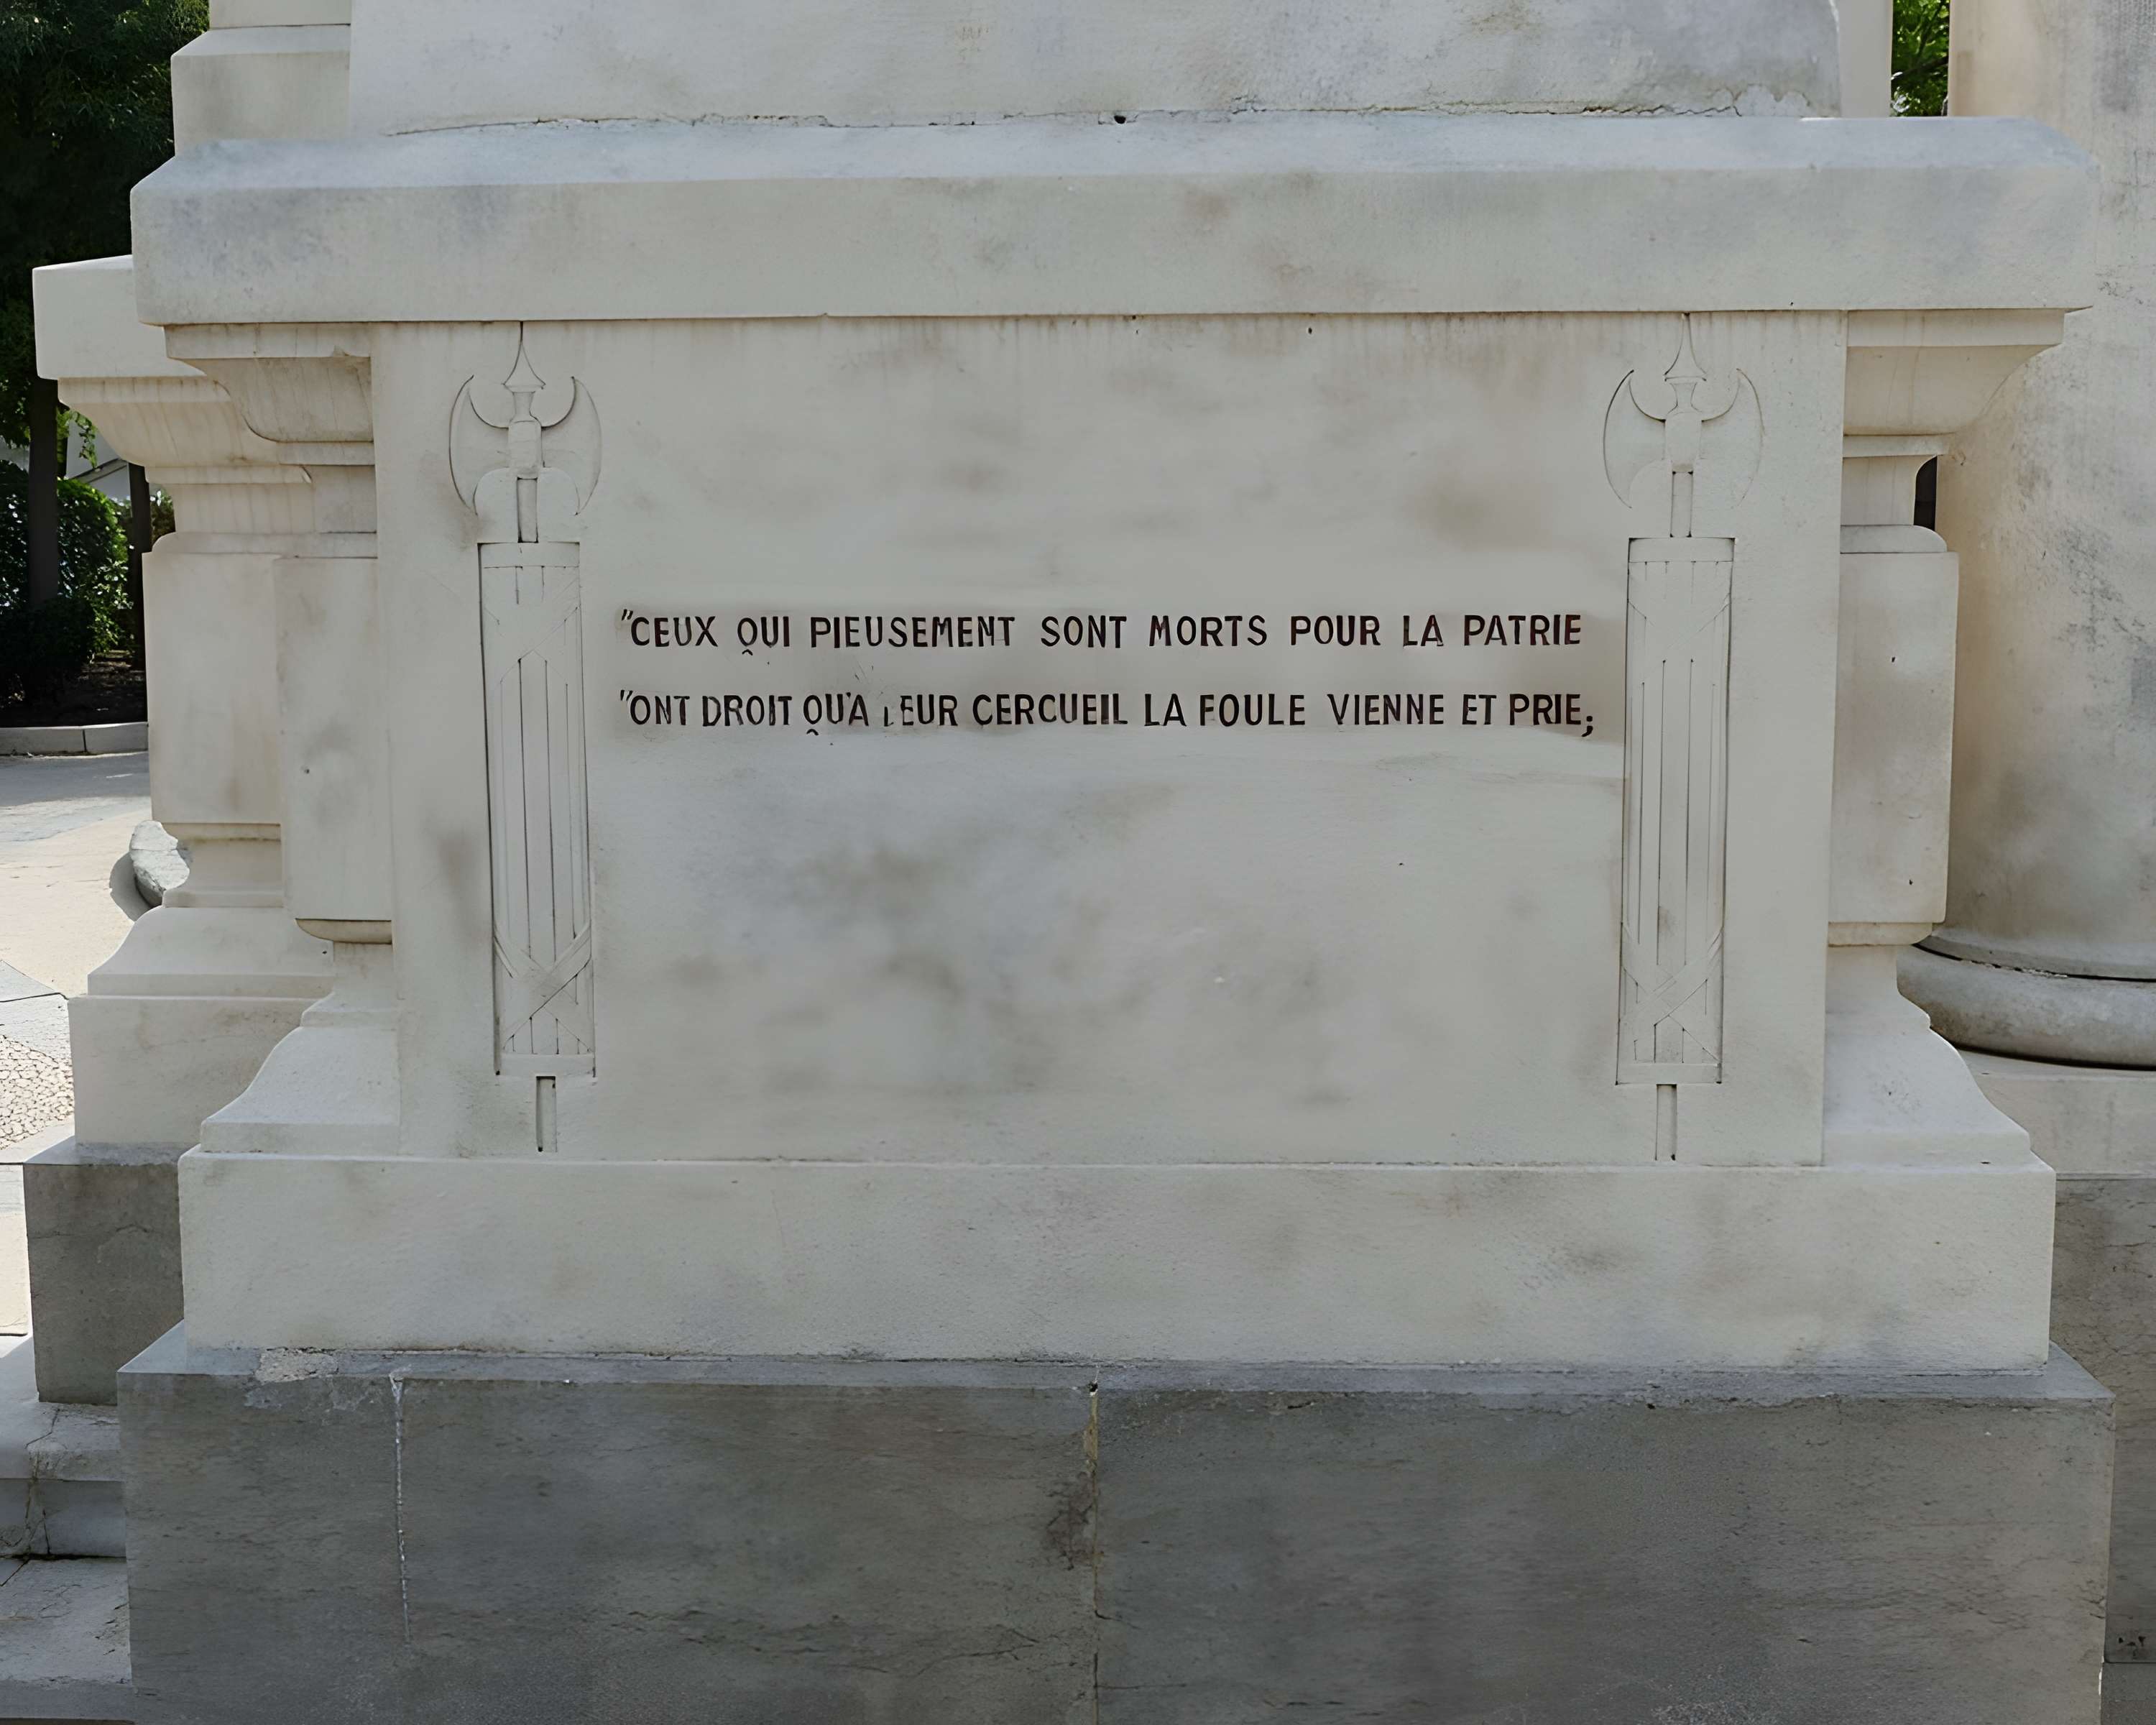 "CEUX QUI PIEUSEMENT SONT MORTS POUR LA PATRIE
"ONT DROIT QU'A LEUR CERCUEIL LA FOULE VIENNE ET PRIE;